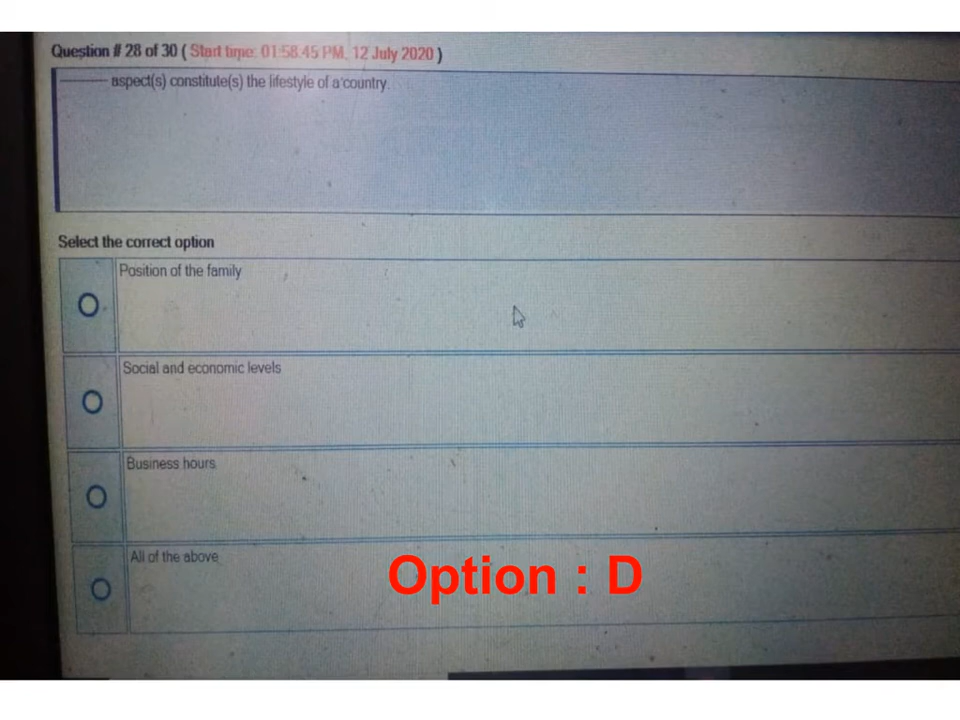 Question # 28 of 30 ( Start time: 01:58:45 PM, 12 July 2020 )
——— aspect(s) constitute(s) the lifestyle of a country.
Select the correct option
Position of the family
Social and economic levels
Business hours
All of the above
Option : D